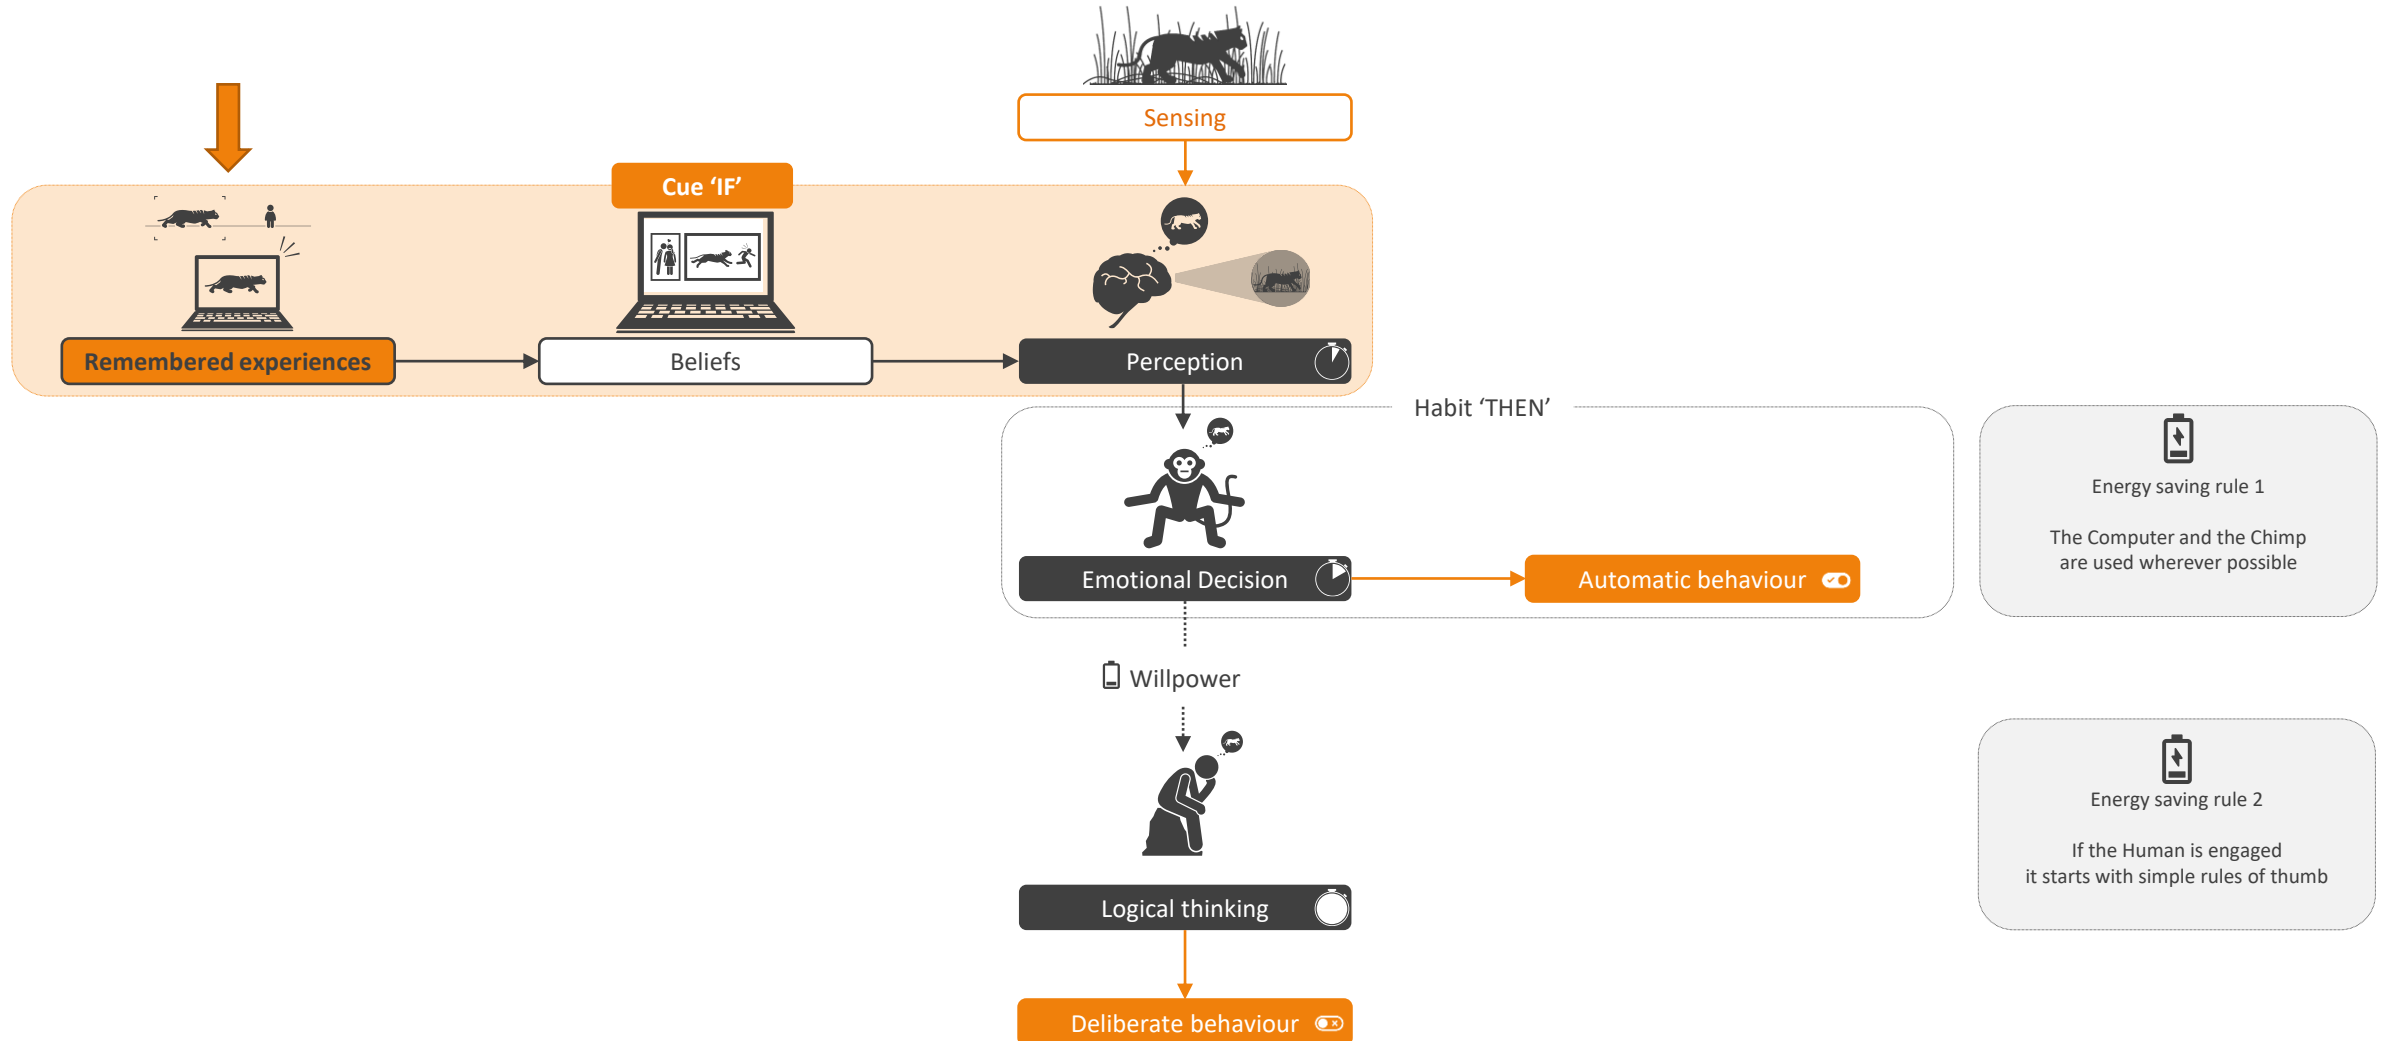 Sensing
Cue ‘IF’
Remembered experiences
Beliefs
Perception
Habit ‘THEN’
Emotional Decision
Automatic behaviour
Energy saving rule 1
The Computer and the Chimp
are used wherever possible
Willpower
Energy saving rule 2
If the Human is engaged
it starts with simple rules of thumb
Logical thinking
Deliberate behaviour